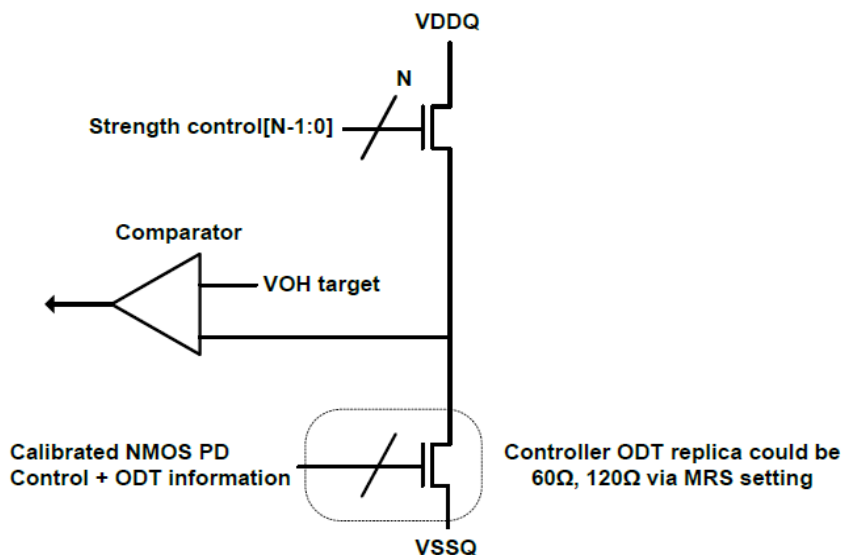 VDDQ
N
Strength control[N-1:0]
Comparator
VOH target
Calibrated NMOS PD
Control + ODT information
Controller ODT replica could be
60Ω, 120Ω via MRS setting
VSSQ